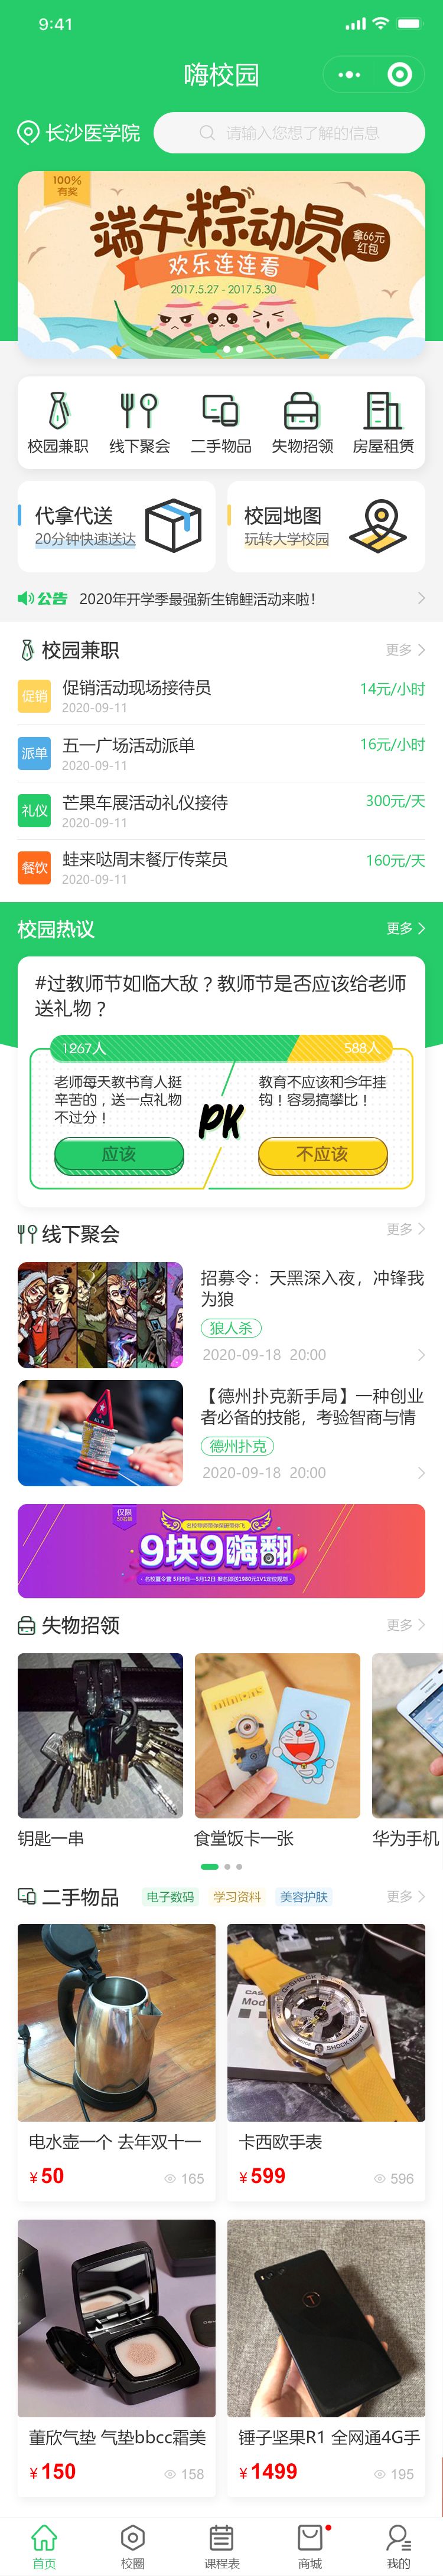 9:41
嗨校园
长沙医学院
请输入您想了解的信息
100%
有奖
端午粽动员
拿66元
红包
欢乐连连看
2017.5.27 - 2017.5.30
校园兼职
线下聚会
二手物品
失物招领
房屋租赁
代拿代送
20分钟快速送达
校园地图
玩转大学校园
公告
2020年开学季最强新生锦鲤活动来啦!
校园兼职
更多
促销
促销活动现场接待员
14元/小时
2020-09-11
派单
五一广场活动派单
16元/小时
2020-09-11
礼仪
芒果车展活动礼仪接待
300元/天
2020-09-11
餐饮
蛙来哒周末餐厅传菜员
160元/天
2020-09-11
校园热议
更多
#过教师节如临大敌？教师节是否应该给老师
送礼物？
1267人
588人
老师每天教书育人挺
辛苦的，送一点礼物
不过分！
PK
教育不应该和今年挂
钩！容易搞攀比！
应该
不应该
线下聚会
更多
招募令：天黑深入夜，冲锋我
为狼
狼人杀
2020-09-18 20:00
【德州扑克新手局】一种创业
者必备的技能，考验智商与情
德州扑克
2020-09-18 20:00
仅限
50名额
9块9嗨翻
失物招领
更多
minions
钥匙一串
食堂饭卡一张
华为手机
二手物品
电子数码
学习资料
美容护肤
更多
G-SHOCK
SHOCK RESIST
电水壶一个 去年双十一
¥50
165
卡西欧手表
¥599
596
董欣气垫 气垫bbcc霜美
¥150
158
锤子坚果R1 全网通4G手
¥1499
195
首页
校圈
课程表
商城
我的